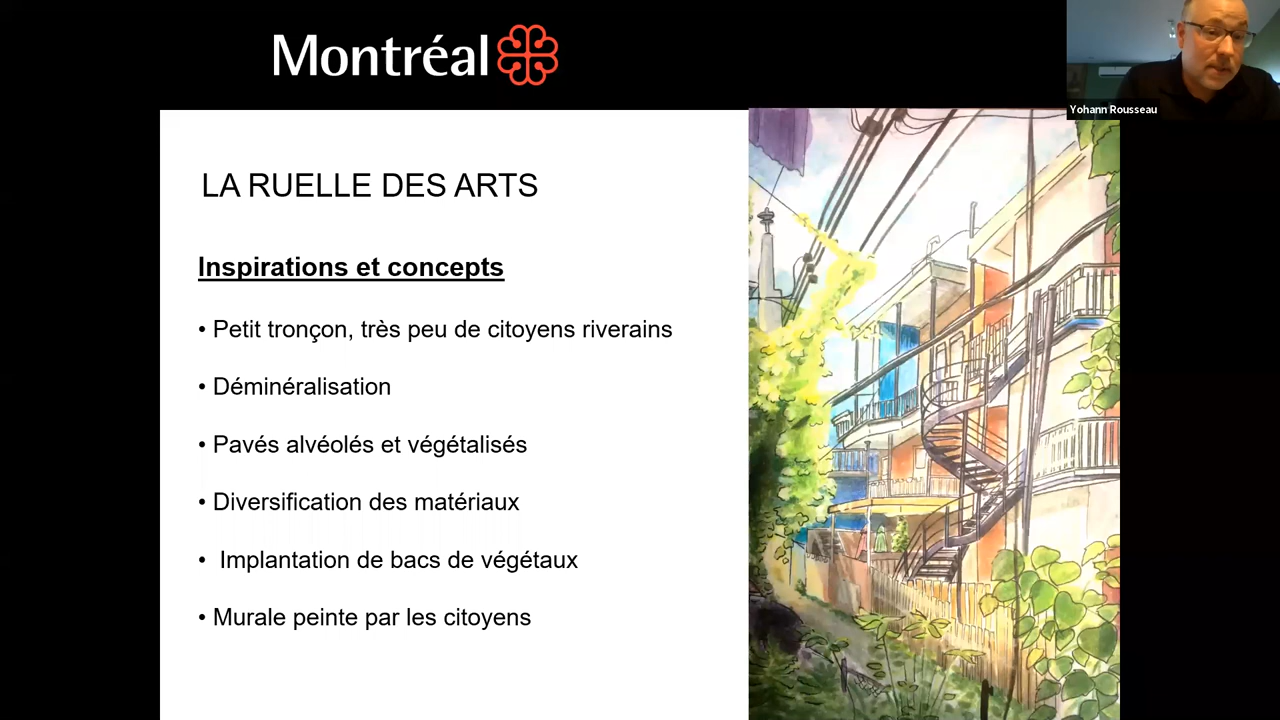 Montréal
Yohann Rousseau
LA RUELLE DES ARTS
Inspirations et concepts
• Petit tronçon, très peu de citoyens riverains
• Déminéralisation
• Pavés alvéolés et végétalisés
• Diversification des matériaux
• Implantation de bacs de végétaux
• Murale peinte par les citoyens